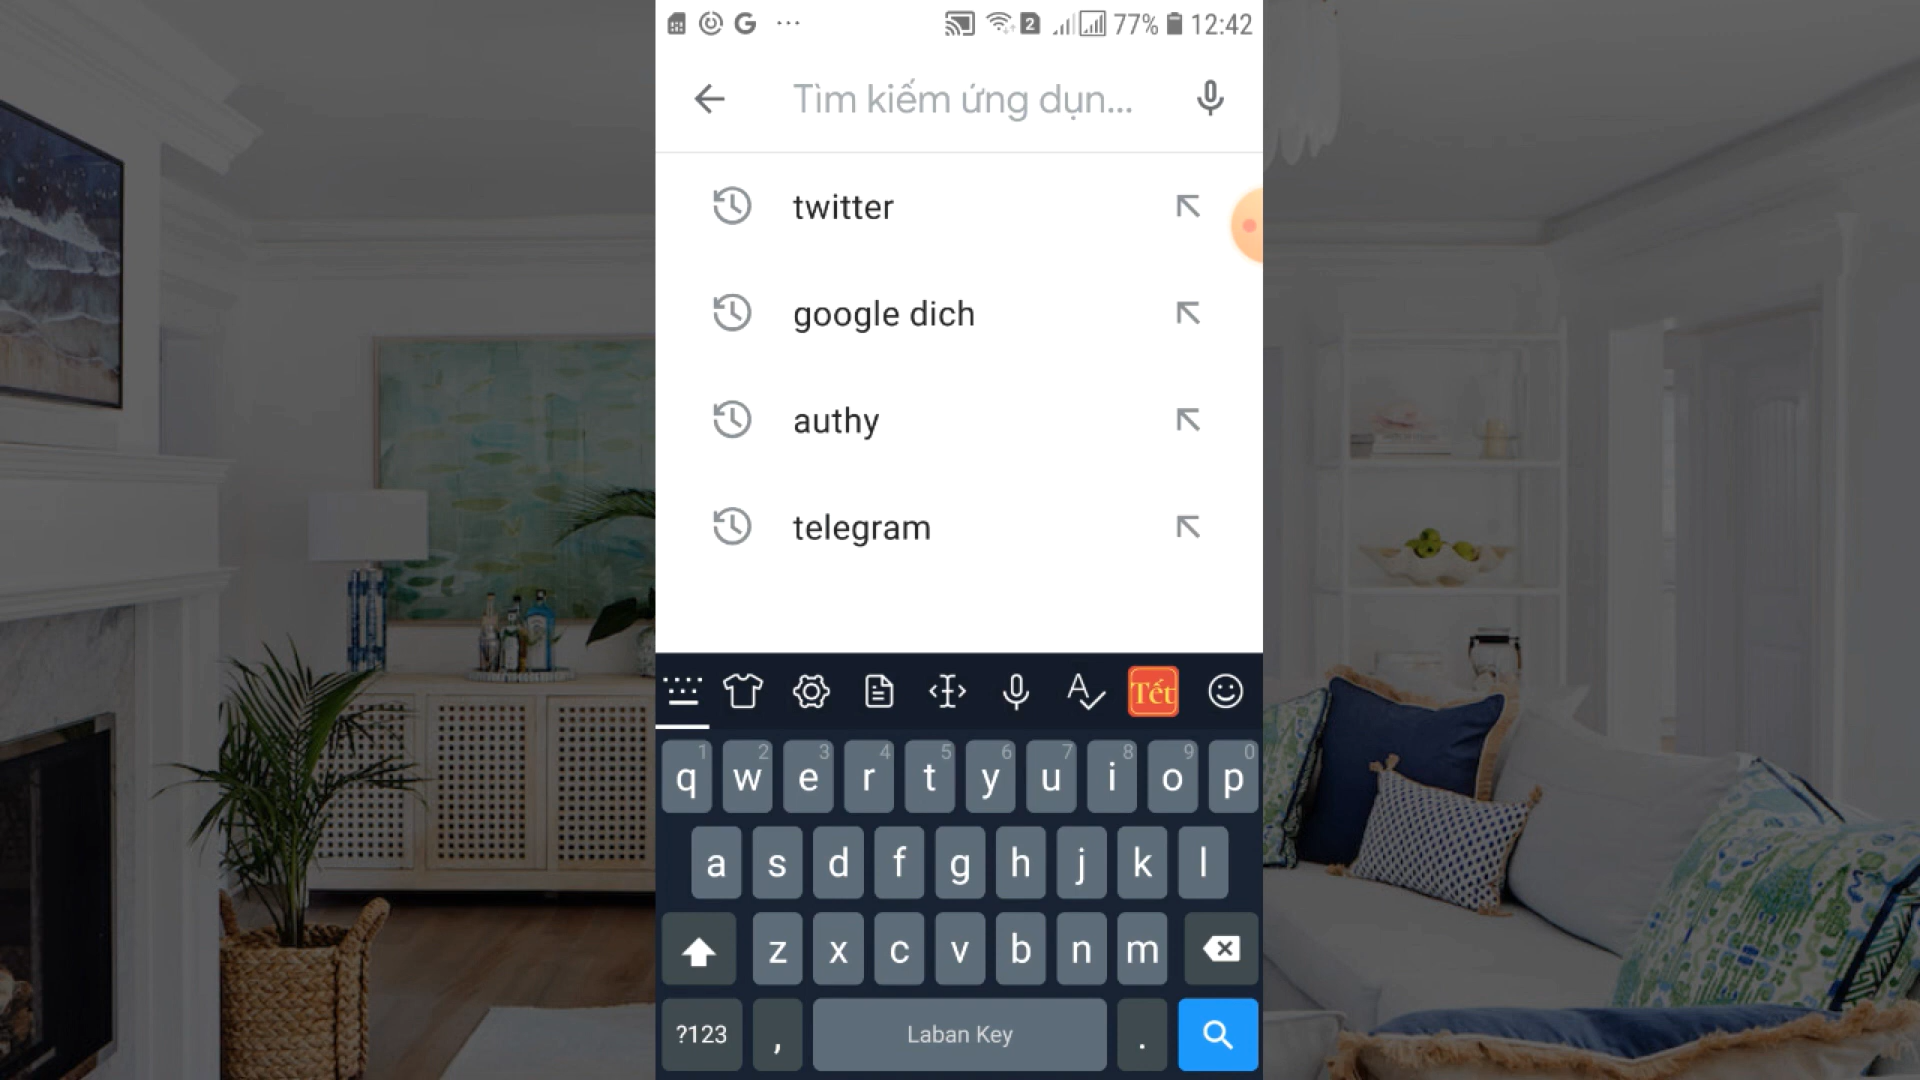 77% 12:42
Tìm kiếm ứng dụn...
twitter
google dich
authy
telegram
Tết
1 2 3 4 5 6 7 8 9 0
q w e r t y u i o p
a s d f g h j k l
z x c v b n m
?123 , Laban Key .